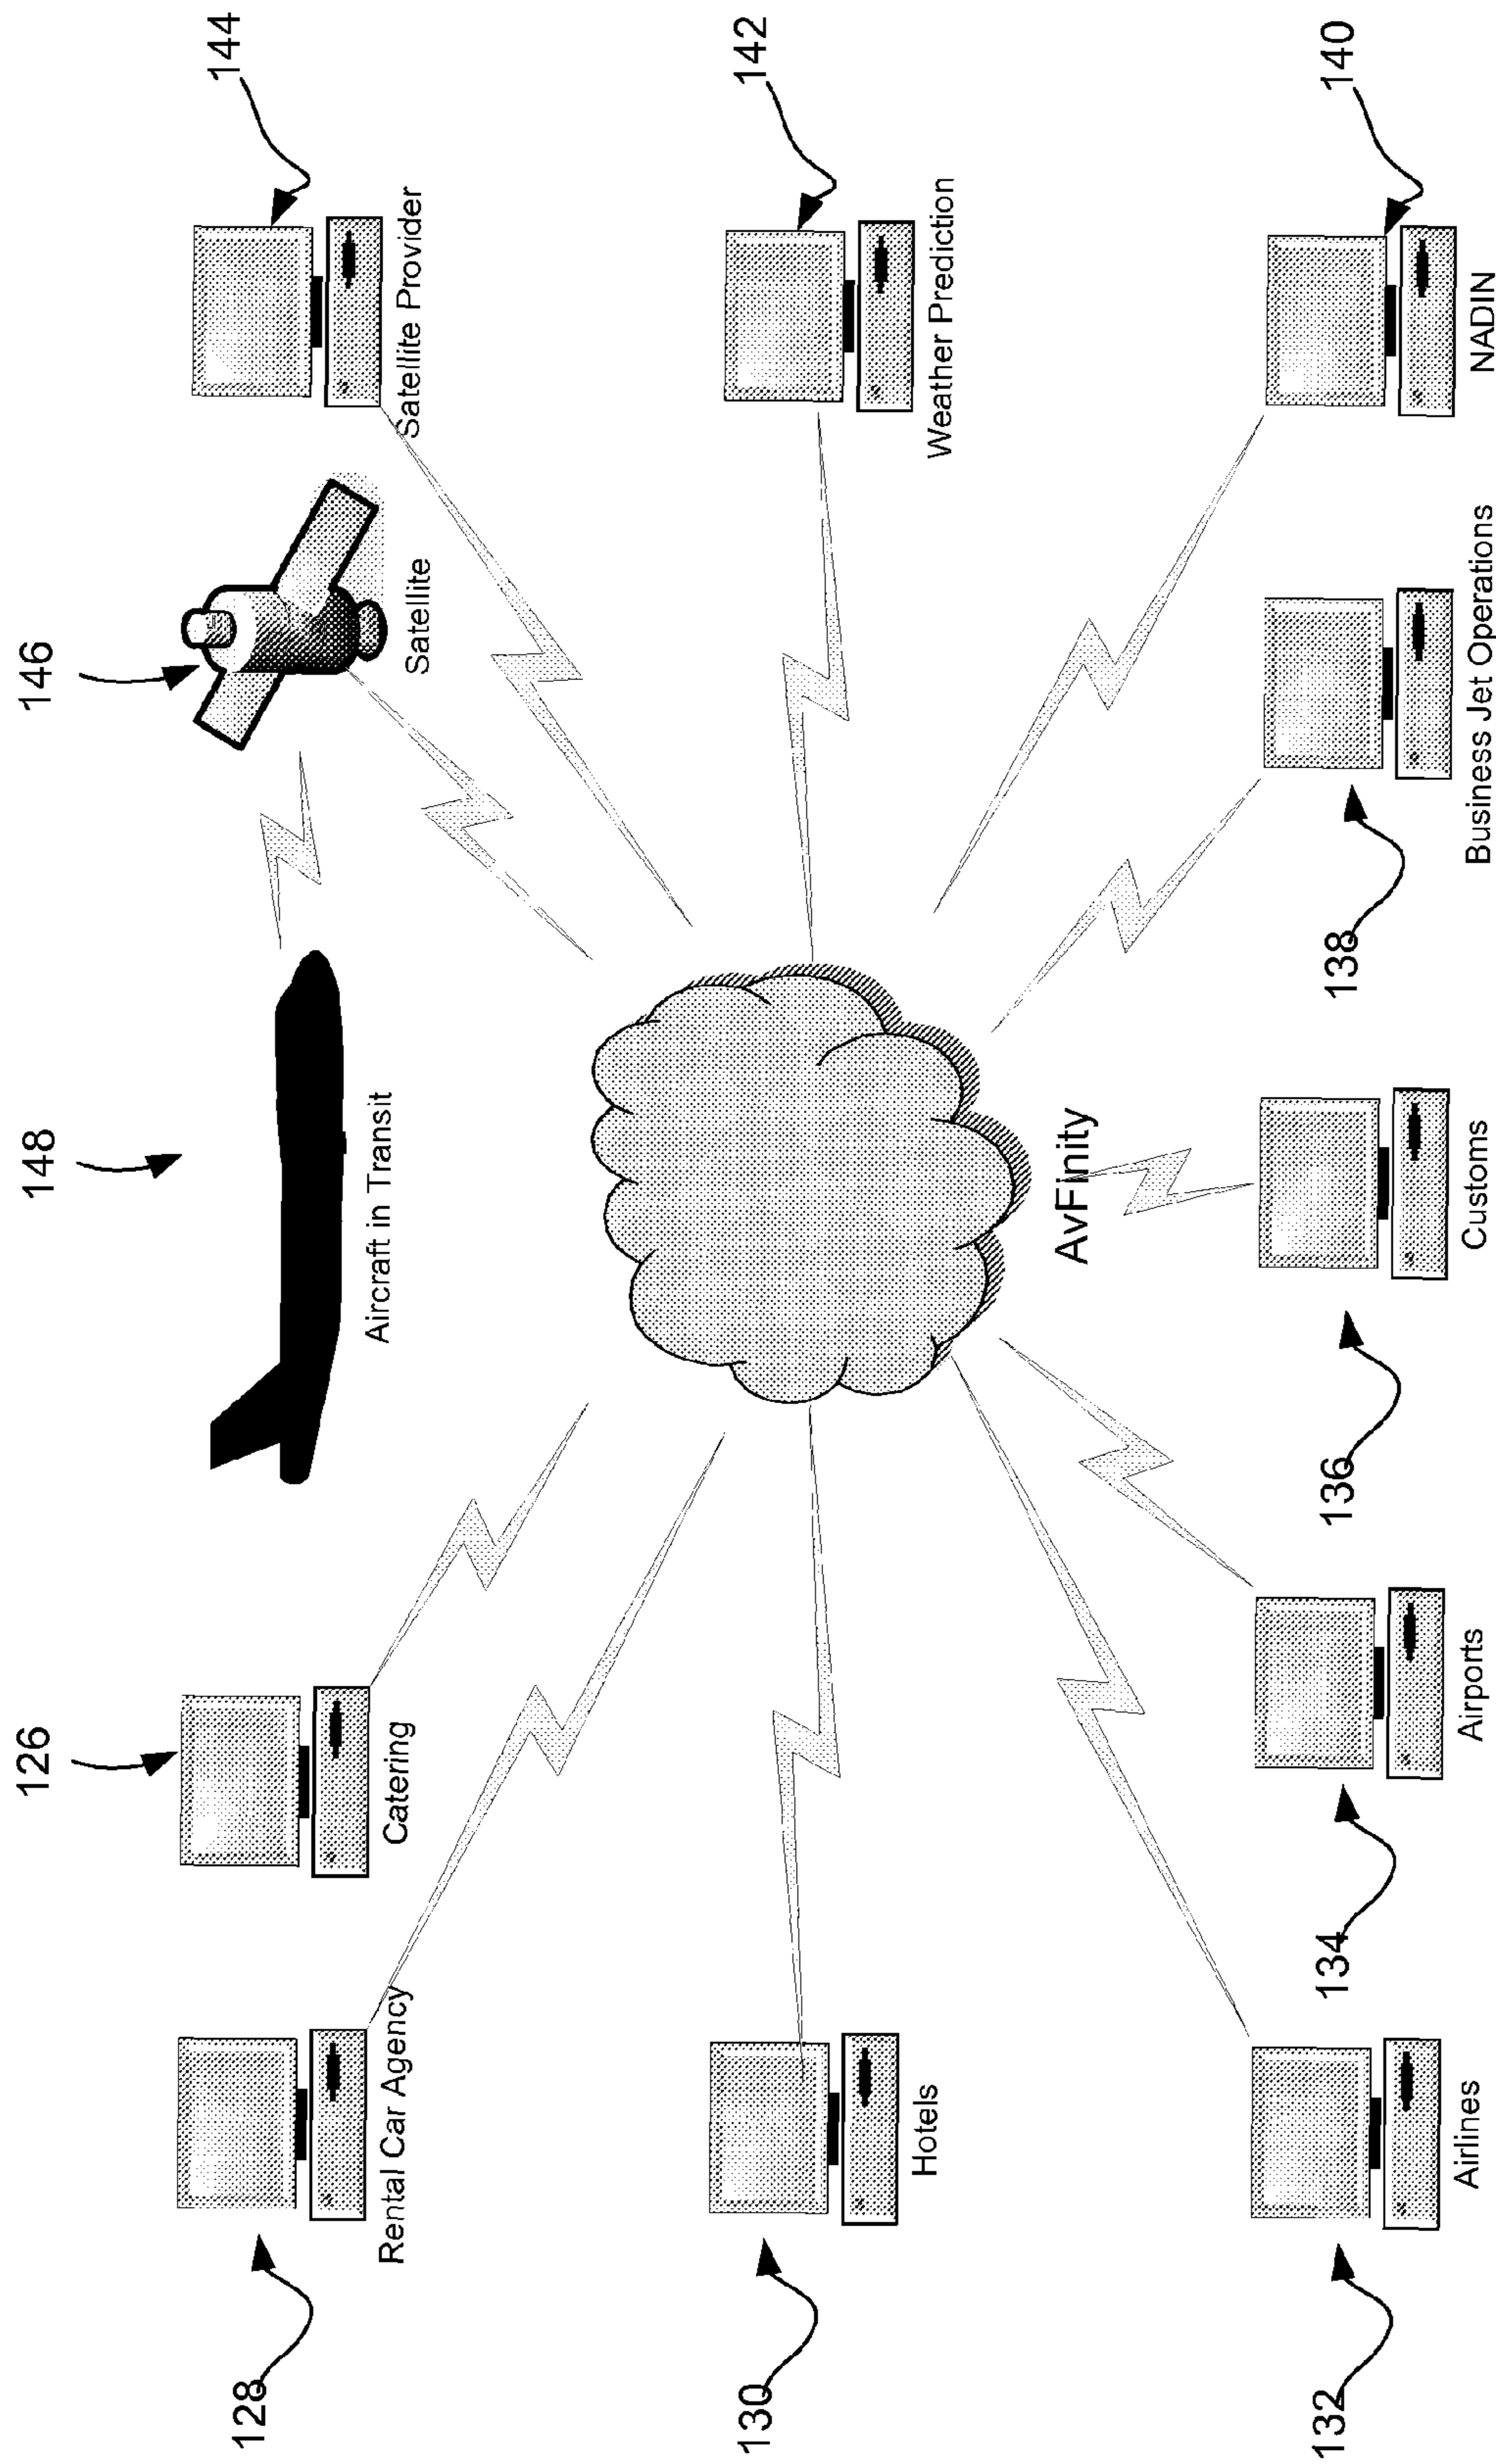 126
148
146
144
Catering
Aircraft in Transit
Satellite
Satellite Provider
128
Rental Car Agency
130
Hotels
142
Weather Prediction
AvFinity
132
134
136
138
140
Airlines
Airports
Customs
Business Jet Operations
NADIN